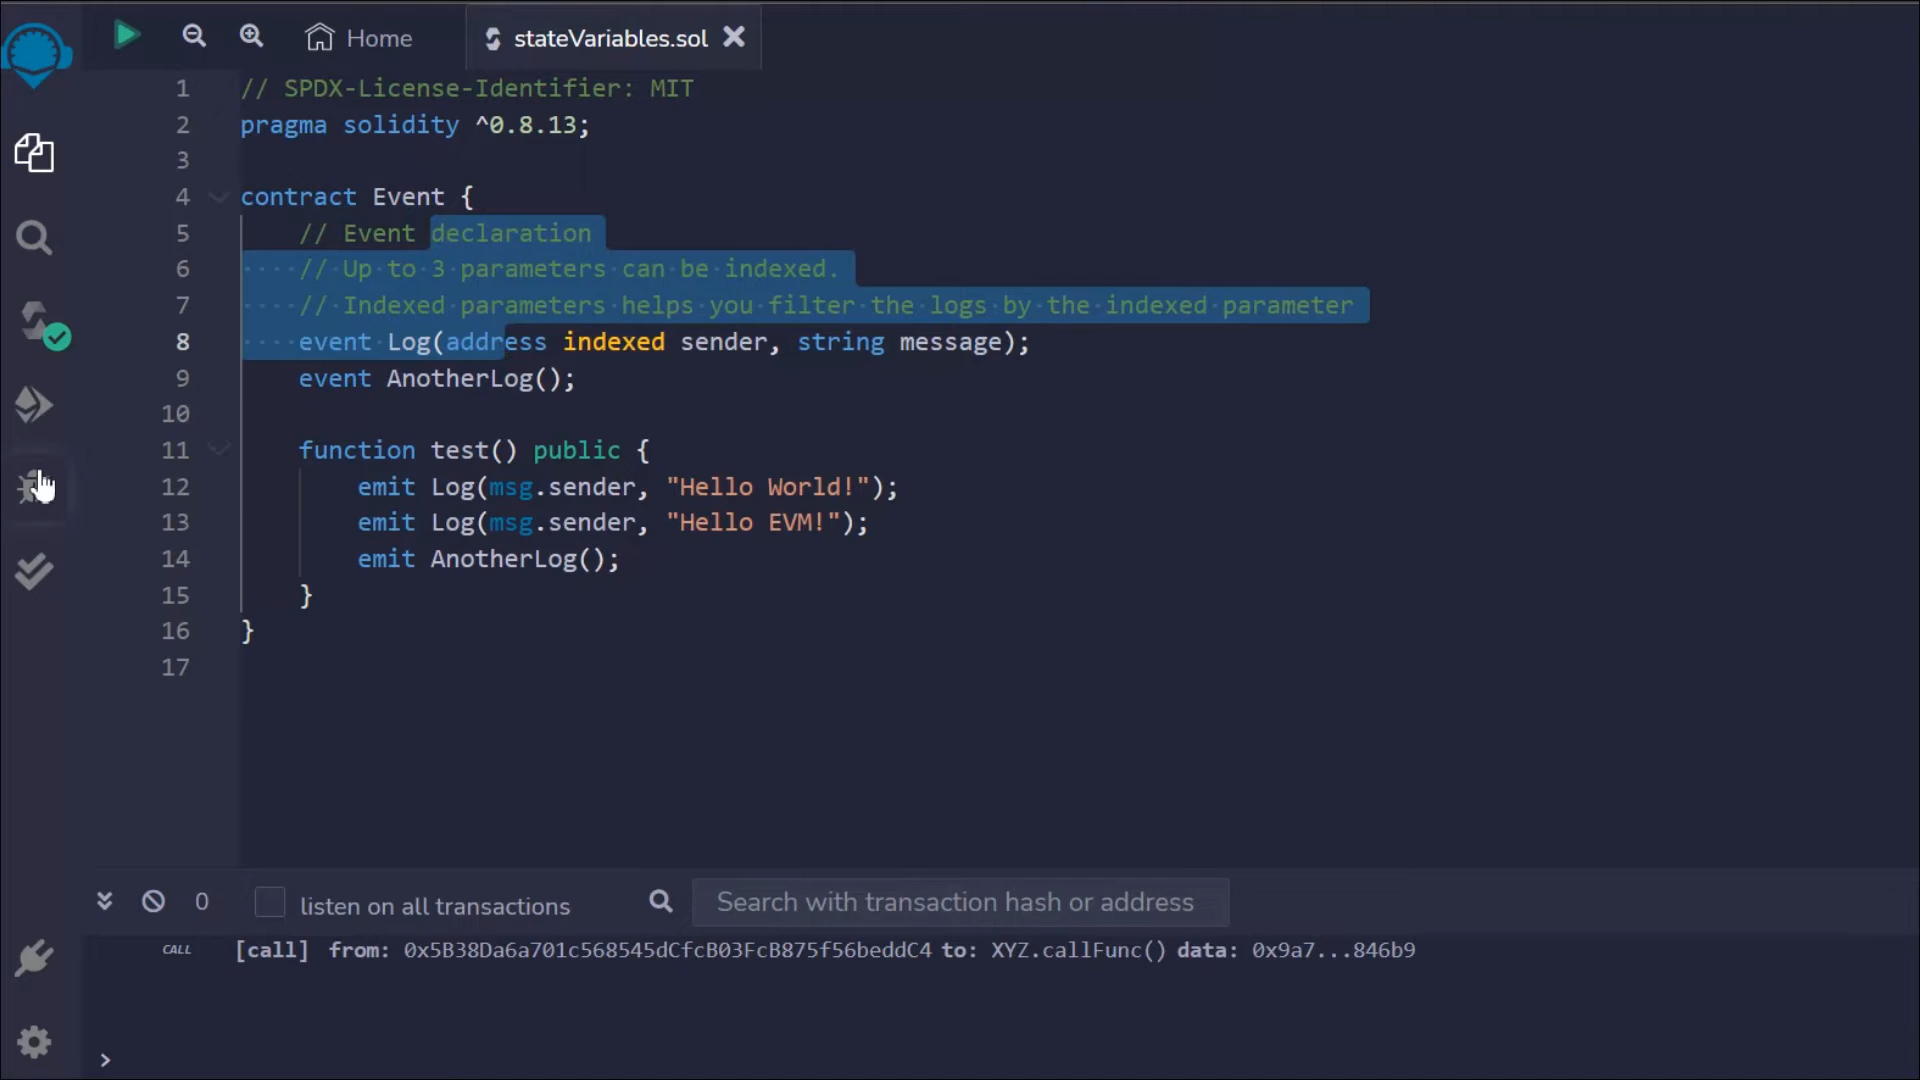 Home
stateVariables.sol
1 // SPDX-License-Identifier: MIT
2 pragma solidity ^0.8.13;
3
4 contract Event {
5 // Event declaration
6 // Up to 3 parameters can be indexed.
7 // Indexed parameters helps you filter the logs by the indexed parameter
8 event Log(address indexed sender, string message);
9 event AnotherLog();
10
11 function test() public {
12 emit Log(msg.sender, "Hello World!");
13 emit Log(msg.sender, "Hello EVM!");
14 emit AnotherLog();
15 }
16 }
17
0 listen on all transactions Search with transaction hash or address
CALL [call] from: 0x5B38Da6a701c568545dCfcB03FcB875f56beddC4 to: XYZ.callFunc() data: 0x9a7...846b9
>